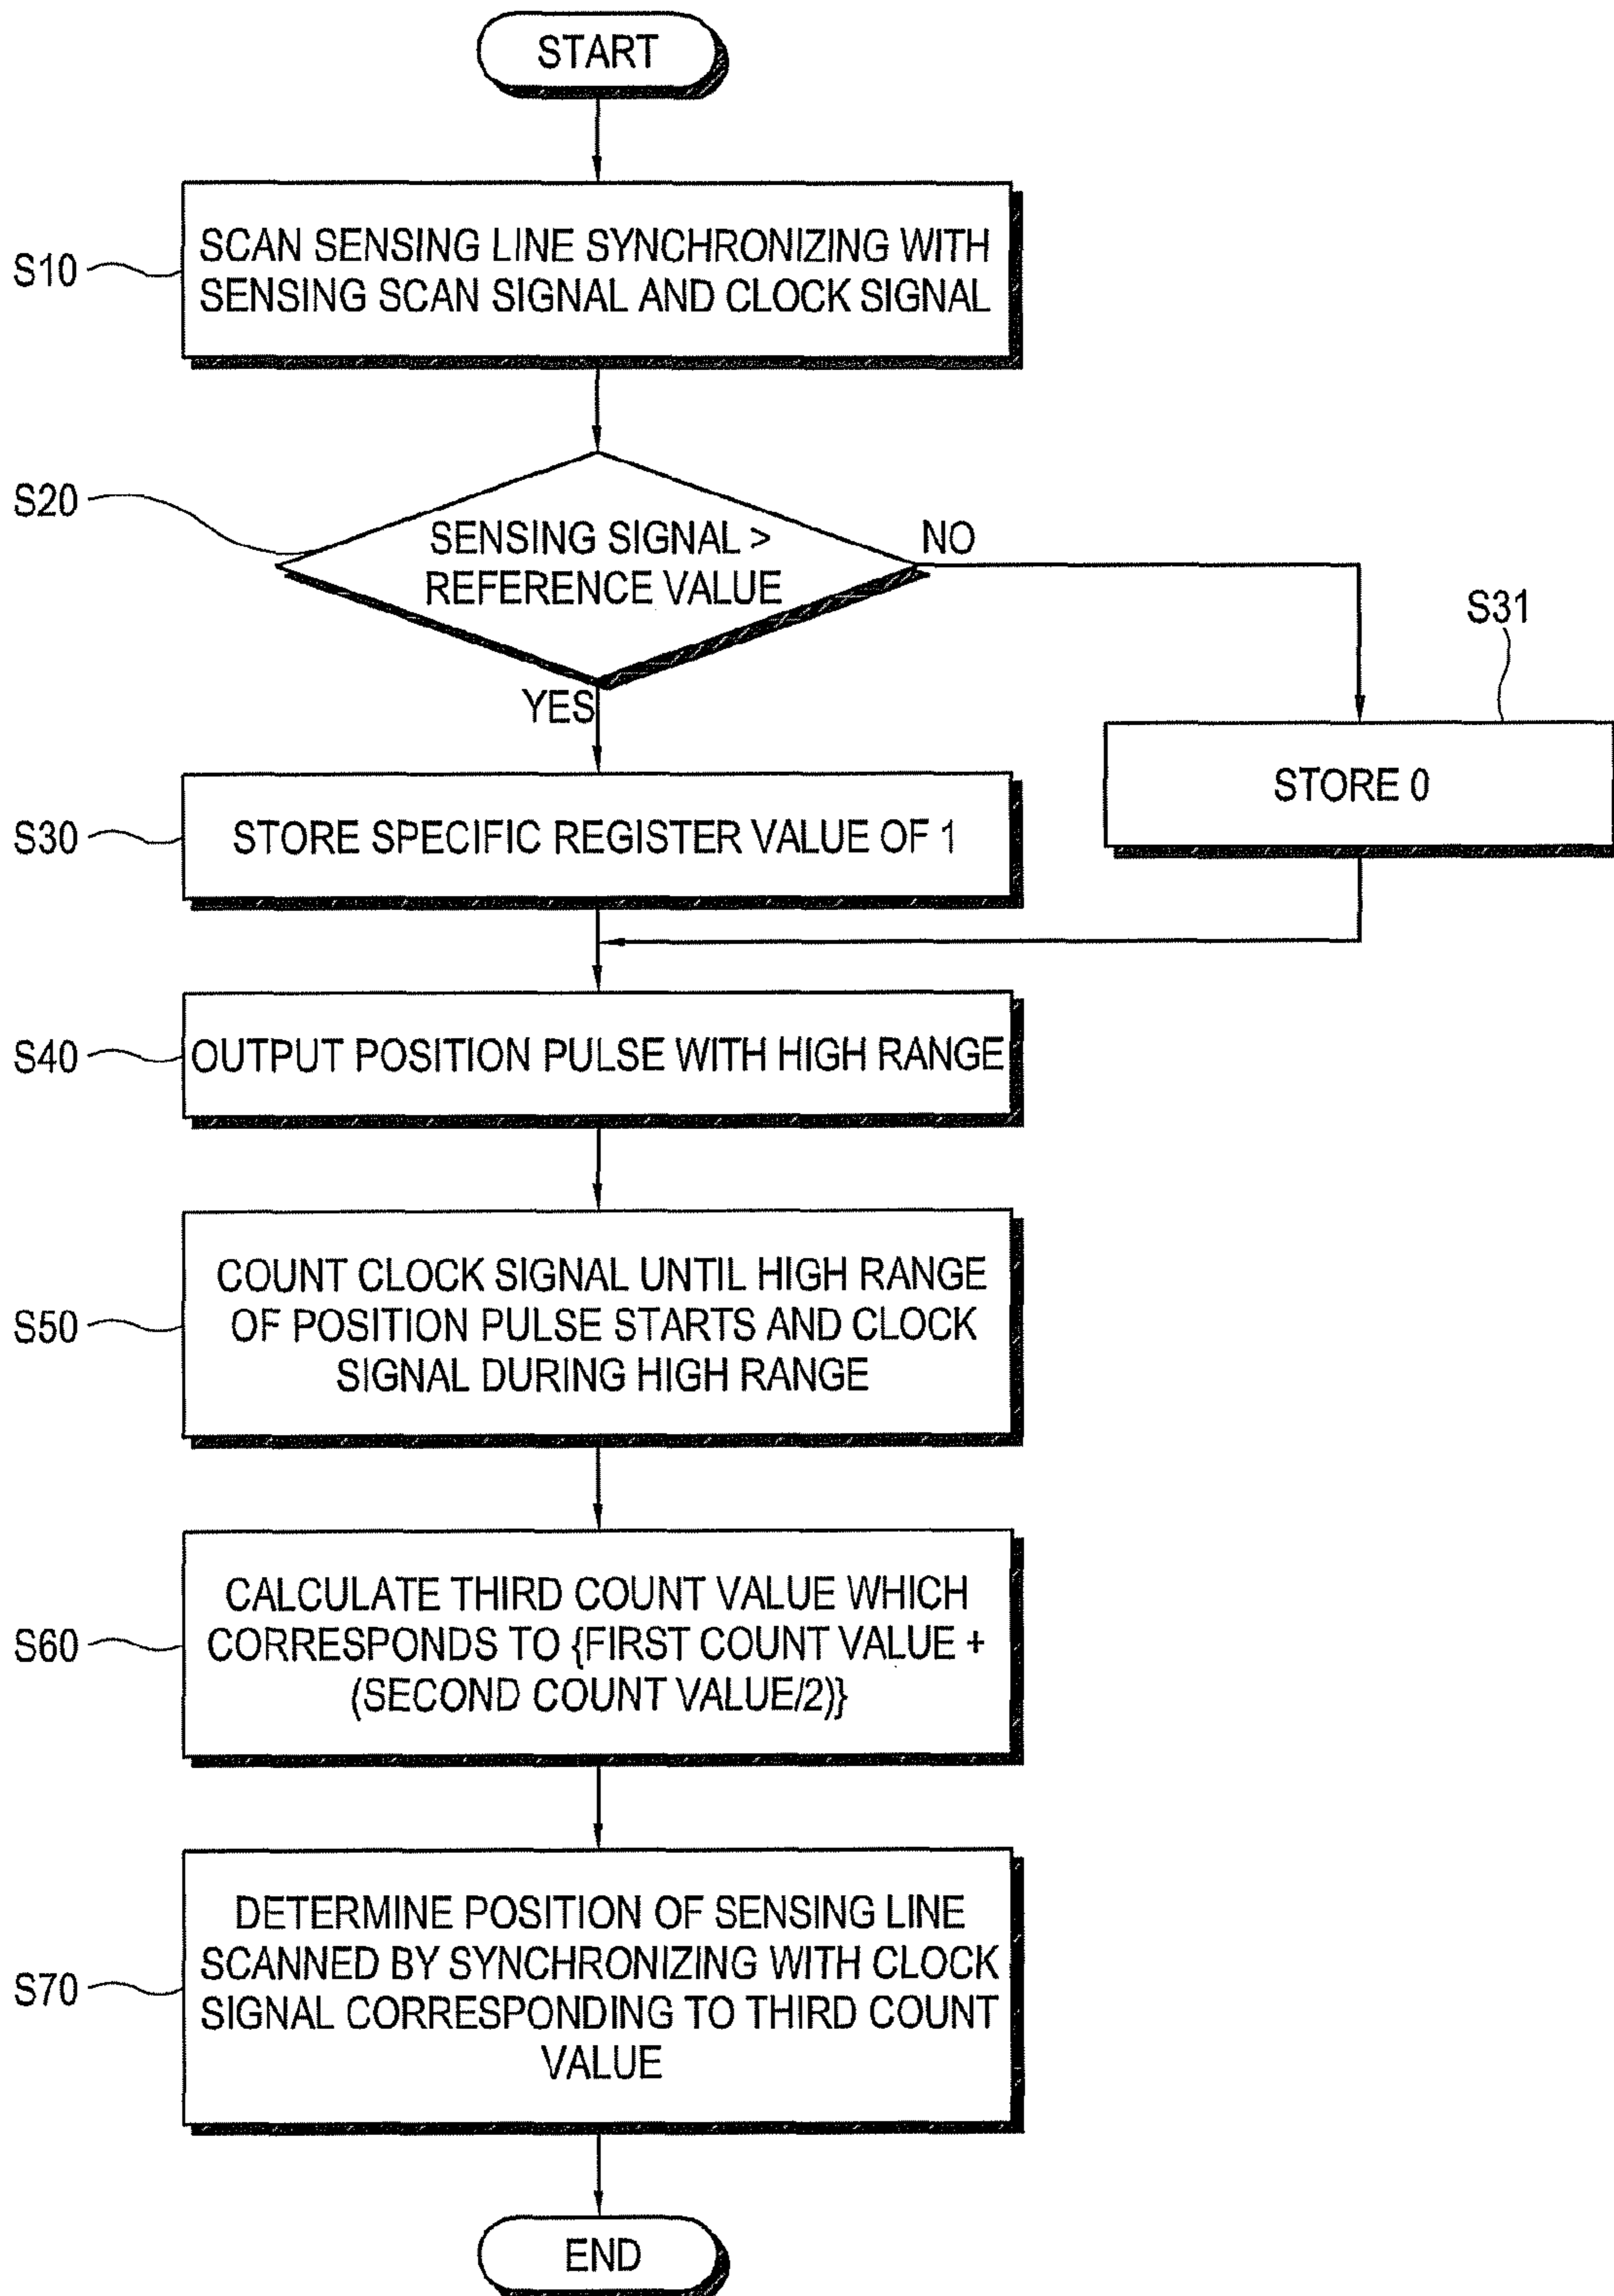 START
S10
SCAN SENSING LINE SYNCHRONIZING WITH
SENSING SCAN SIGNAL AND CLOCK SIGNAL
S20
SENSING SIGNAL >
REFERENCE VALUE
NO
YES
S31
STORE 0
S30
STORE SPECIFIC REGISTER VALUE OF 1
S40
OUTPUT POSITION PULSE WITH HIGH RANGE
S50
COUNT CLOCK SIGNAL UNTIL HIGH RANGE
OF POSITION PULSE STARTS AND CLOCK
SIGNAL DURING HIGH RANGE
S60
CALCULATE THIRD COUNT VALUE WHICH
CORRESPONDS TO {FIRST COUNT VALUE +
(SECOND COUNT VALUE/2)}
S70
DETERMINE POSITION OF SENSING LINE
SCANNED BY SYNCHRONIZING WITH CLOCK
SIGNAL CORRESPONDING TO THIRD COUNT
VALUE
END